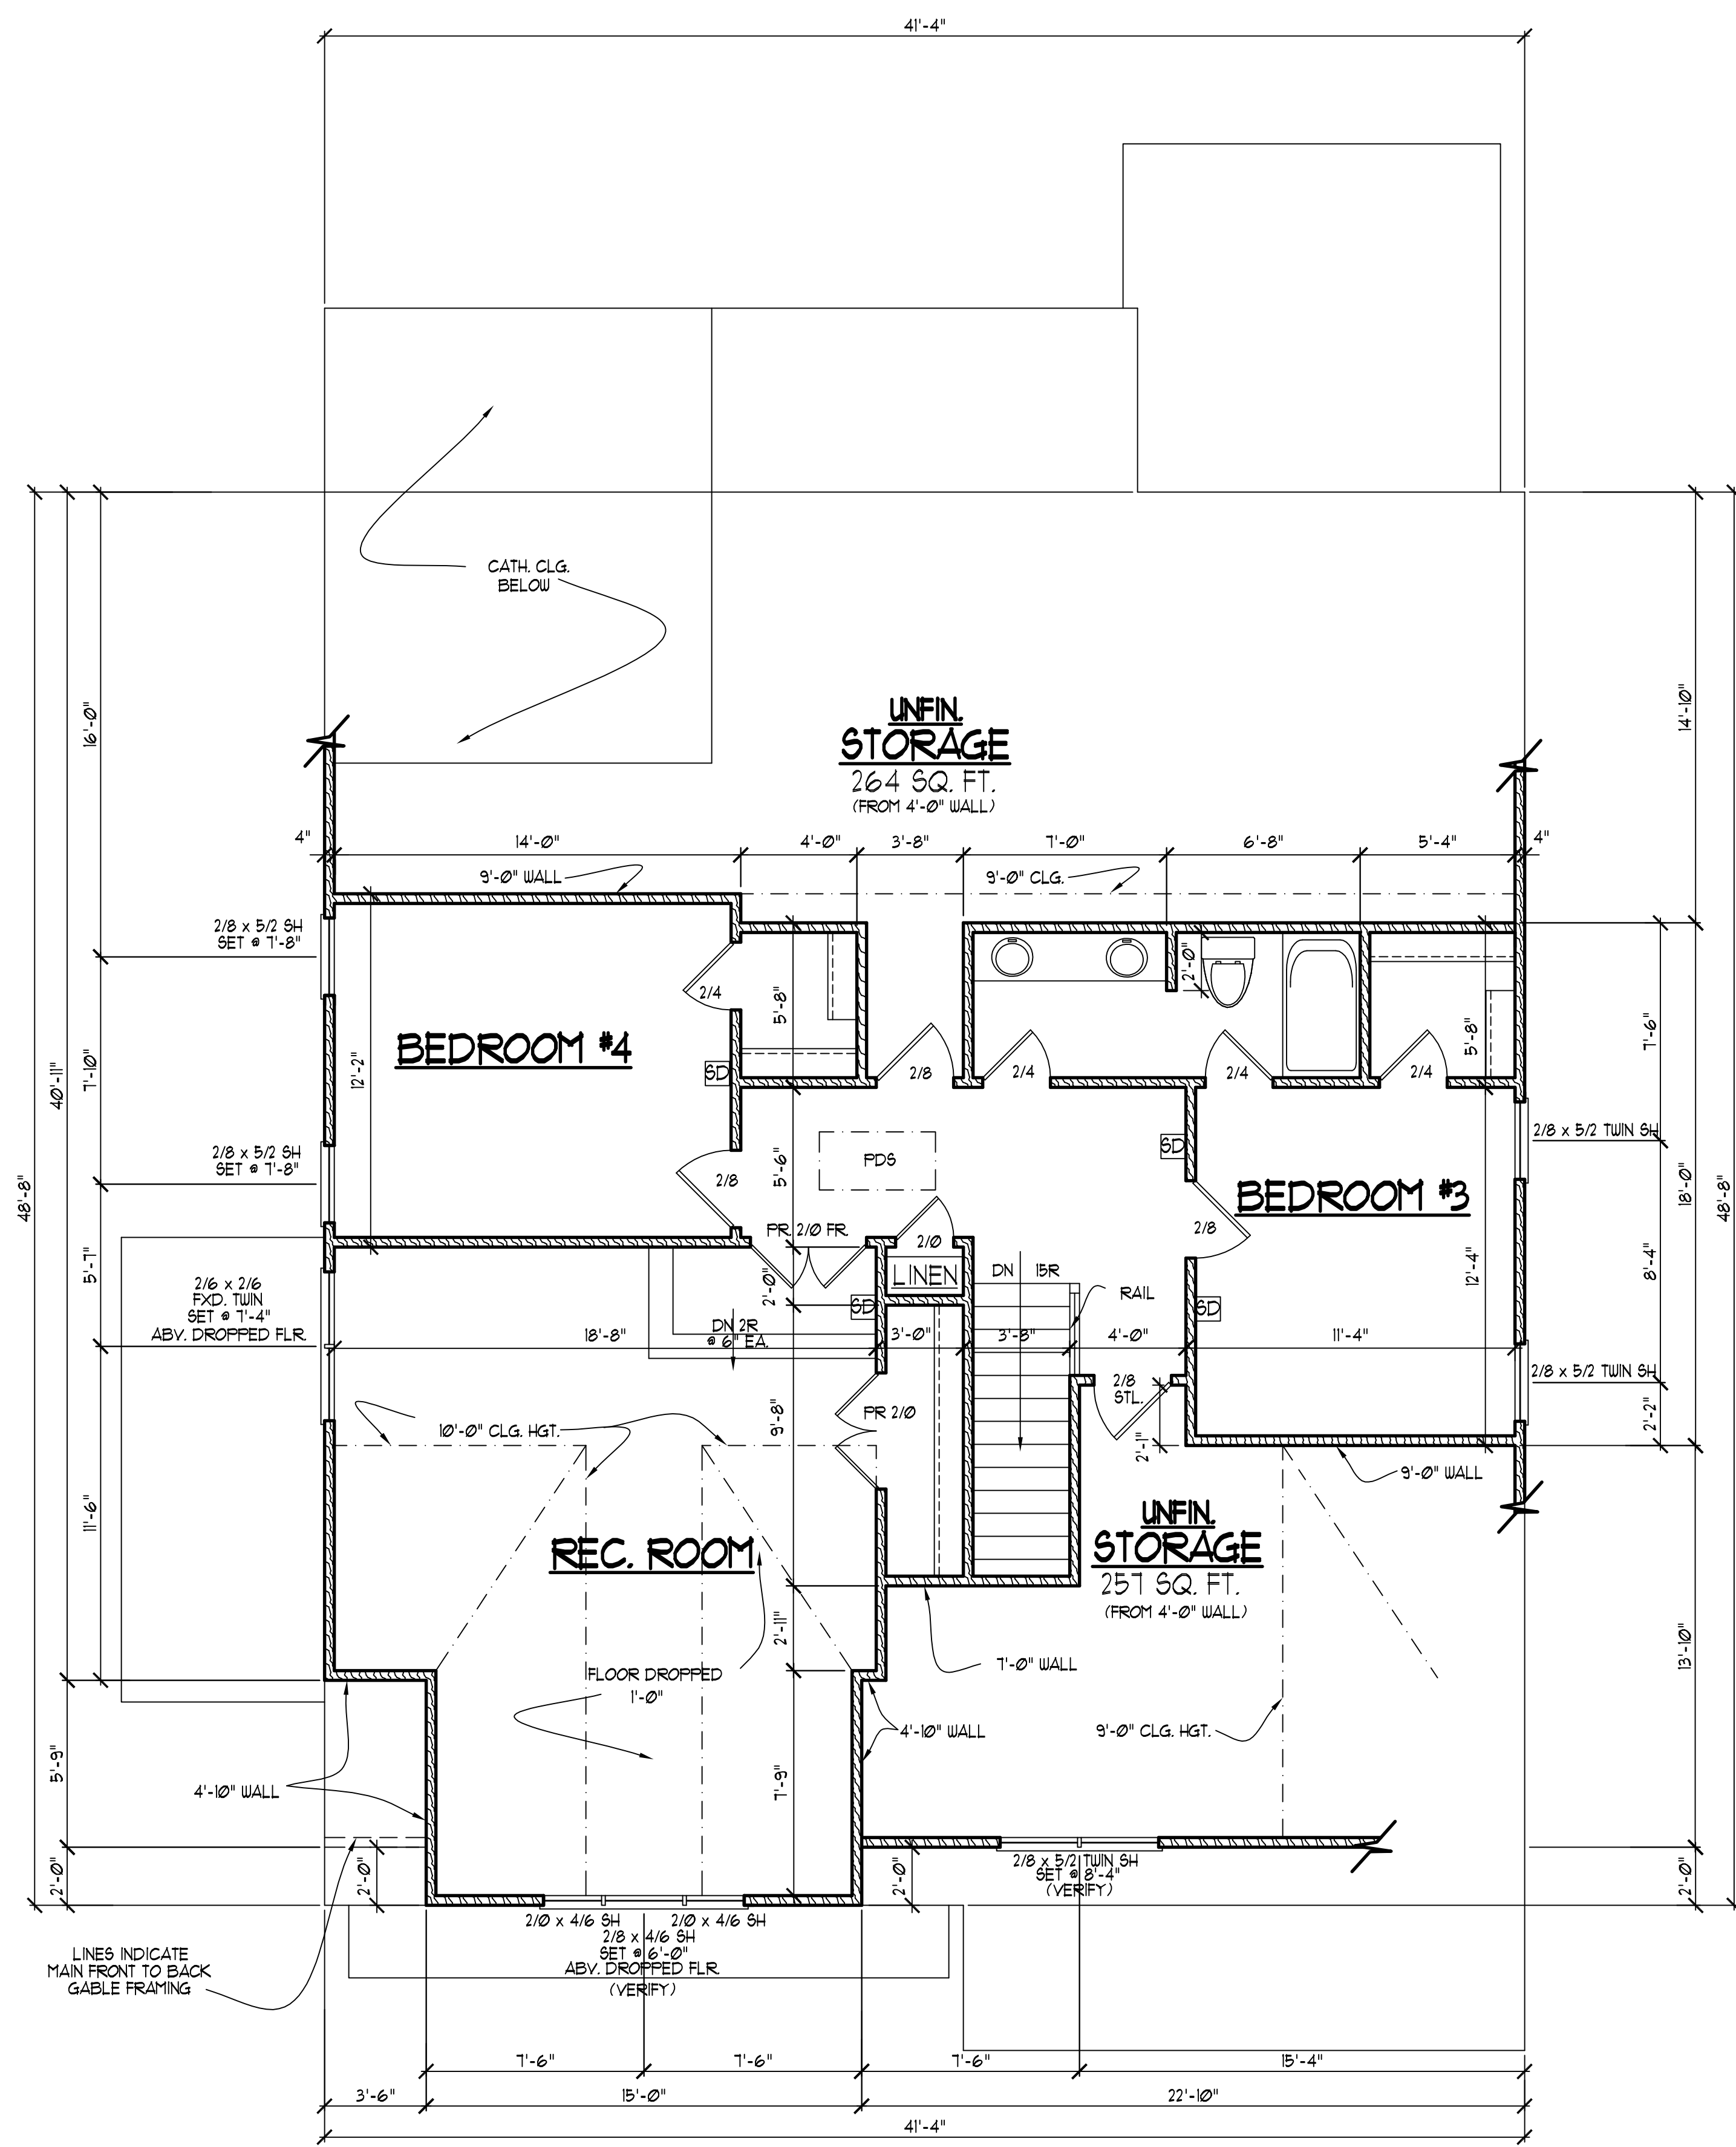 41'-4"
CATH. CLG.
BELOW
UNFIN.
STORAGE
264 SQ. FT.
(FROM 4'-0" WALL)
16'-0"
14'-10"
4"
14'-0"
4'-0"
3'-8"
7'-0"
6'-8"
5'-4"
4"
9'-0" WALL
9'-0" CLG.
2/8 x 5/2 SH
SET @ 7'-8"
2/4
5'-8"
2'-0"
5'-8"
7'-6"
BEDROOM #4
12'-2"
SD
2/8
2/4
2/4
2/4
40'-11"
7'-10"
48'-8"
2/8 x 5/2 SH
SET @ 7'-8"
2/8
5'-6"
PDS
SD
2/8 x 5/2 TWIN SH
BEDROOM #3
18'-0"
48'-8"
PR. 2/0 FR.
2/0
2/8
5'-7"
2/6 x 2/6
FXD. TWIN
SET @ 7'-4"
ABV. DROPPED FLR.
2'-0"
LINEN
DN 15R
RAIL
12'-4"
8'-4"
SD
SD
DN 2R
@ 6" EA.
18'-8"
3'-0"
3'-8"
4'-0"
11'-4"
2/8
STL.
2/8 x 5/2 TWIN SH
10'-0" CLG. HGT.
9'-8"
PR 2/0
2'-1"
2'-2"
9'-0" WALL
11'-6"
REC. ROOM
UNFIN.
STORAGE
257 SQ. FT.
(FROM 4'-0" WALL)
2'-11"
FLOOR DROPPED
1'-0"
7'-0" WALL
13'-10"
4'-10" WALL
9'-0" CLG. HGT.
5'-9"
4'-10" WALL
7'-9"
2'-0"
2'-0"
2'-0"
2/8 x 5/2 TWIN SH
SET @ 8'-4"
(VERIFY)
2'-0"
2/0 x 4/6 SH
2/0 x 4/6 SH
2/8 x 4/6 SH
SET @ 6'-0"
ABV. DROPPED FLR.
(VERIFY)
LINES INDICATE
MAIN FRONT TO BACK
GABLE FRAMING
7'-6"
7'-6"
7'-6"
15'-4"
3'-6"
15'-0"
22'-10"
41'-4"